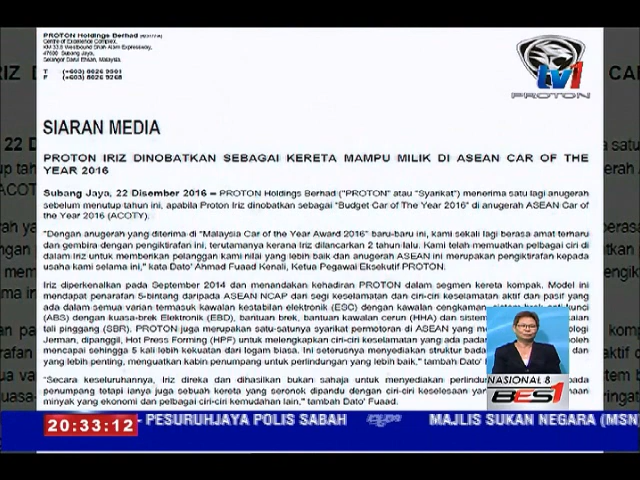 PROTON Holdings Berhad
Centre of Excellence Complex,
KM 33.8 Westbound Shah Alam Expressway,
47600 Subang Jaya,
Selangor Darul Ehsan, Malaysia.
T (+603) 8026 9901
F (+603) 8026 9268
tv1
PROTON
SIARAN MEDIA
PROTON IRIZ DINOBATKAN SEBAGAI KERETA MAMPU MILIK DI ASEAN CAR OF THE
YEAR 2016
Subang Jaya, 22 Disember 2016 – PROTON Holdings Berhad ("PROTON" atau "Syarikat") menerima satu lagi anugerah
sebelum menutup tahun ini, apabila Proton Iriz dinobatkan sebagai "Budget Car of The Year 2016" di anugerah ASEAN Car of
the Year 2016 (ACOTY).
"Dengan anugerah yang diterima di "Malaysia Car of the Year Award 2016" baru-baru ini, kami sekali lagi berasa amat terharu
dan gembira dengan pengiktirafan ini, terutamanya kerana Iriz dilancarkan 2 tahun lalu. Kami telah memuatkan pelbagai ciri di
dalam Iriz untuk memberikan pelanggan kami nilai yang lebih baik dan anugerah ASEAN ini merupakan pengiktirafan kepada
usaha kami selama ini," kata Dato' Ahmad Fuaad Kenali, Ketua Pegawai Eksekutif PROTON.
Iriz diperkenalkan pada September 2014 dan menandakan kehadiran PROTON dalam segmen kereta kompak. Model ini
mendapat penarafan 5-bintang daripada ASEAN NCAP dari segi keselamatan dan ciri-ciri keselamatan aktif dan pasif yang
ada dalam semua varian termasuk kawalan kestabilan elektronik (ESC) dengan kawalan cengkaman
(ABS) dengan kuasa-brek Elektronik (EBD), bantuan brek, bantuan kawalan cerun (HHA) dan
tali pinggang (SBR). PROTON juga merupakan satu-satunya syarikat permotoran di ASEAN yang
Jerman, dipanggil, Hot Press Forming (HPF) untuk melengkapkan ciri-ciri keselamatan yang ada
mencapai sehingga 5 kali lebih kekuatan dari logam biasa. Ini seterusnya menyediakan struktur
yang lebih penting, menguatkan kabin penumpang untuk perlindungan yang lebih baik," tambah Dato'
"Secara keseluruhannya, Iriz direka dan dihasilkan bukan sahaja untuk menyediakan
penumpang tetapi ianya juga sebuah kereta yang seronok dipandu dengan ciri-ciri keselesaan
minyak yang ekonomi dan pelbagai ciri-ciri kemudahan lain," tambah Dato' Fuaad.
NASIONAL 8
BES1
20:33:12
- PESURUHJAYA POLIS SABAH
MAJLIS SUKAN NEGARA (MSN)